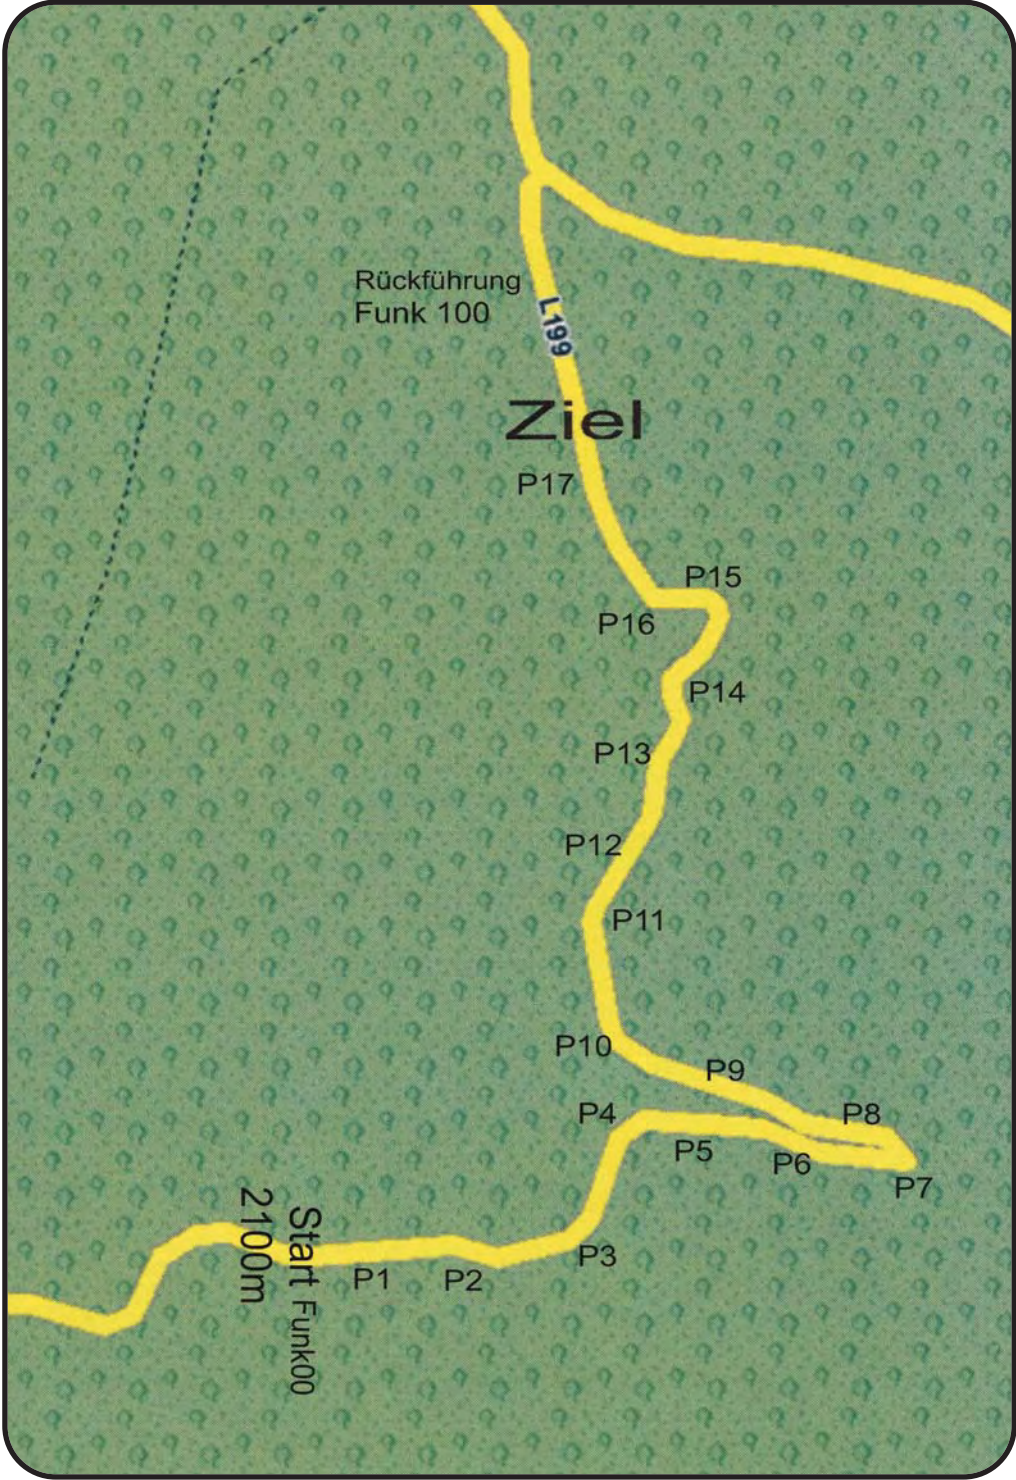 Rückführung
Funk 100
L199
Ziel
P17
P15
P16
P14
P13
P12
P11
P10
P9
P4
P8
P5
P6
P7
Start Funk00
2100m
P3
P1
P2